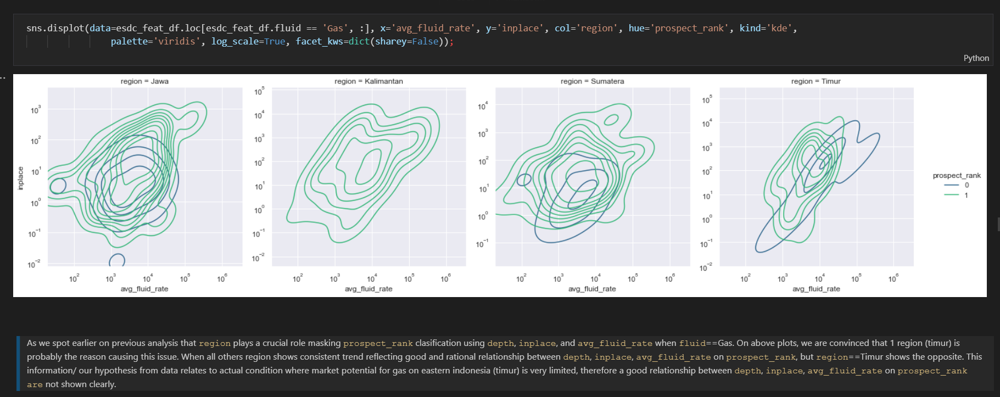 sns.displot(data=esdc_feat_df.loc[esdc_feat_df.fluid == 'Gas', :], x='avg_fluid_rate', y='inplace', col='region', hue='prospect_rank', kind='kde',
palette='viridis', log_scale=True, facet_kws=dict(sharey=False));
Python
region = Jawa
region = Kalimantan
region = Sumatera
region = Timur
inplace
10^3
10^2
10^1
10^0
10^-1
10^-2
10^5
10^4
10^3
10^2
10^1
10^0
10^-1
10^-2
10^4
10^3
10^2
10^1
10^0
10^-1
10^5
10^4
10^3
10^2
10^1
10^0
10^-1
10^-2
prospect_rank
0
1
10^2 10^3 10^4 10^5 10^6
10^2 10^3 10^4 10^5 10^6
10^2 10^3 10^4 10^5 10^6
10^2 10^3 10^4 10^5 10^6
avg_fluid_rate
avg_fluid_rate
avg_fluid_rate
avg_fluid_rate
As we spot earlier on previous analysis that region plays a crucial role masking prospect_rank clasification using depth, inplace, and avg_fluid_rate when fluid==Gas. On above plots, we are convinced that 1 region (timur) is
probably the reason causing this issue. When all others region shows consistent trend reflecting good and rational relationship between depth, inplace, avg_fluid_rate on prospect_rank, but region==Timur shows the opposite. This
information/ our hypothesis from data relates to actual condition where market potential for gas on eastern indonesia (timur) is very limited, therefore a good relationship between depth, inplace, avg_fluid_rate on prospect_rank
are not shown clearly.